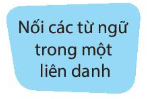 Nối các từ ngữ
trong một
liên danh